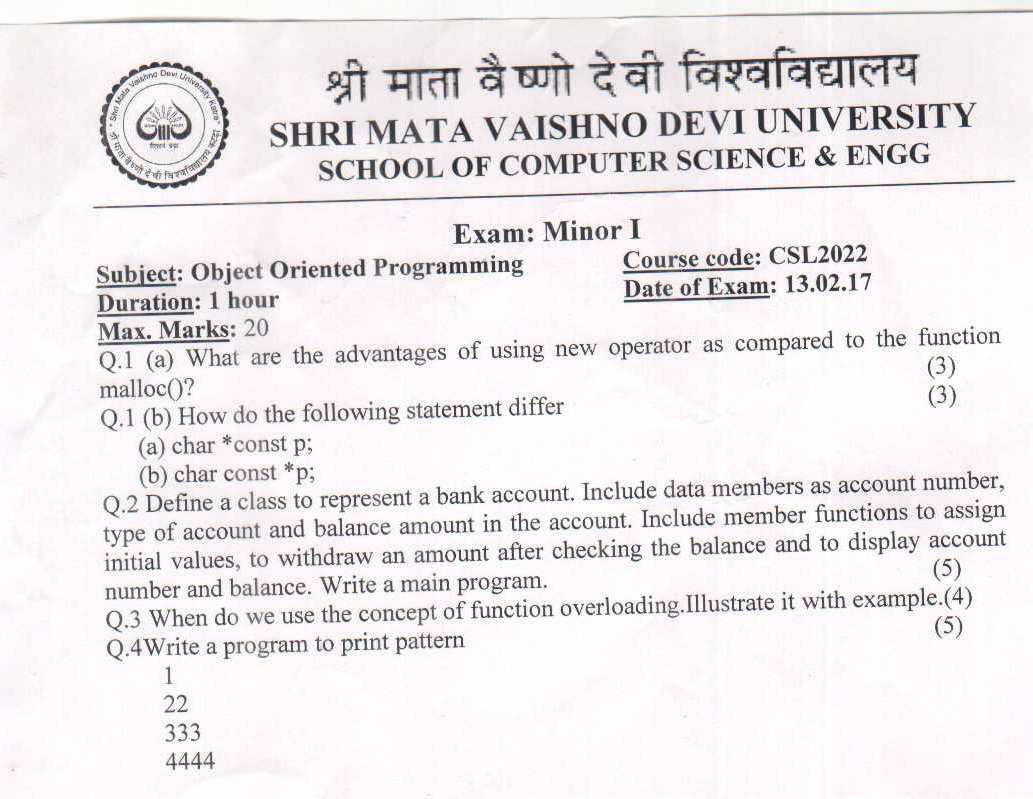 श्री माता वैष्णो देवी विश्वविद्यालय
SHRI MATA VAISHNO DEVI UNIVERSITY
SCHOOL OF COMPUTER SCIENCE & ENGG
Shri Mata Vaishno Devi University Katra
श्री माता वैष्णो देवी विश्वविद्यालय कटड़ा
Exam: Minor I
Subject: Object Oriented Programming Course code: CSL2022
Duration: 1 hour Date of Exam: 13.02.17
Max. Marks: 20
Q.1 (a) What are the advantages of using new operator as compared to the function
malloc()? (3)
Q.1 (b) How do the following statement differ (3)
(a) char *const p;
(b) char const *p;
Q.2 Define a class to represent a bank account. Include data members as account number,
type of account and balance amount in the account. Include member functions to assign
initial values, to withdraw an amount after checking the balance and to display account
number and balance. Write a main program. (5)
Q.3 When do we use the concept of function overloading.Illustrate it with example.(4)
Q.4Write a program to print pattern (5)
1
22
333
4444